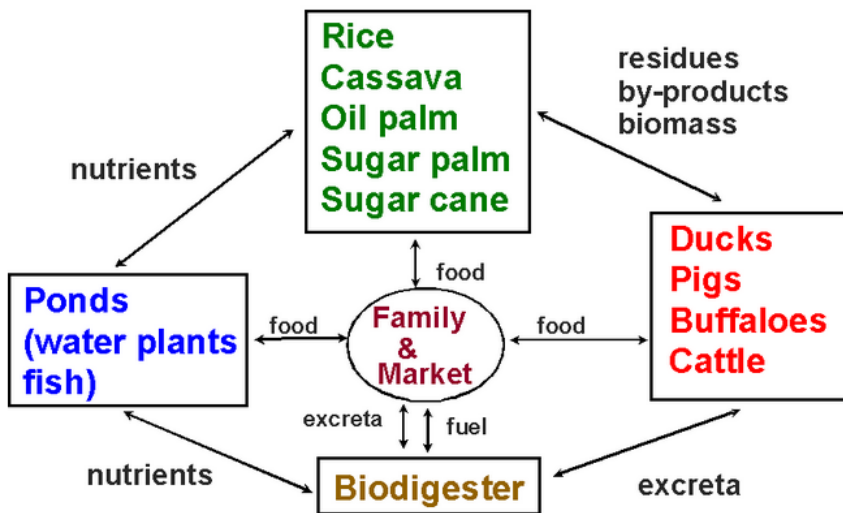 Rice
Cassava
Oil palm
Sugar palm
Sugar cane
residues
by-products
biomass
nutrients
food
Ducks
Pigs
Buffaloes
Cattle
Ponds
(water plants
fish)
food
Family
&
Market
food
excreta
fuel
nutrients
Biodigester
excreta